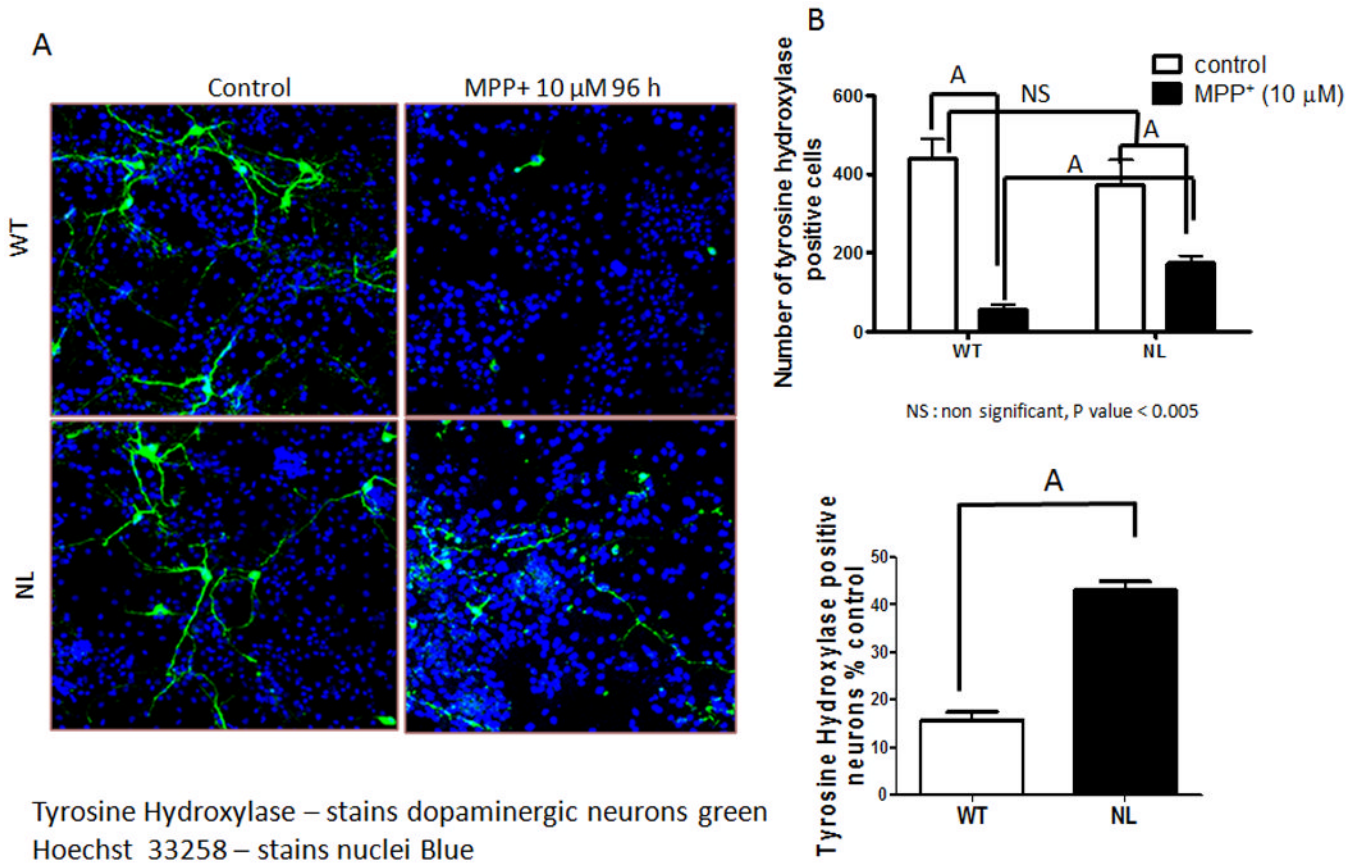 A
Control
MPP+ 10 µM 96 h
WT
NL
Tyrosine Hydroxylase – stains dopaminergic neurons green
Hoechst 33258 – stains nuclei Blue
B
control
MPP⁺ (10 µM)
Number of tyrosine hydroxylase
positive cells
600
400
200
0
A
NS
A
A
WT
NL
NS : non significant, P value < 0.005
Tyrosine Hydroxylase positive
neurons % control
50
40
30
20
10
0
A
WT
NL